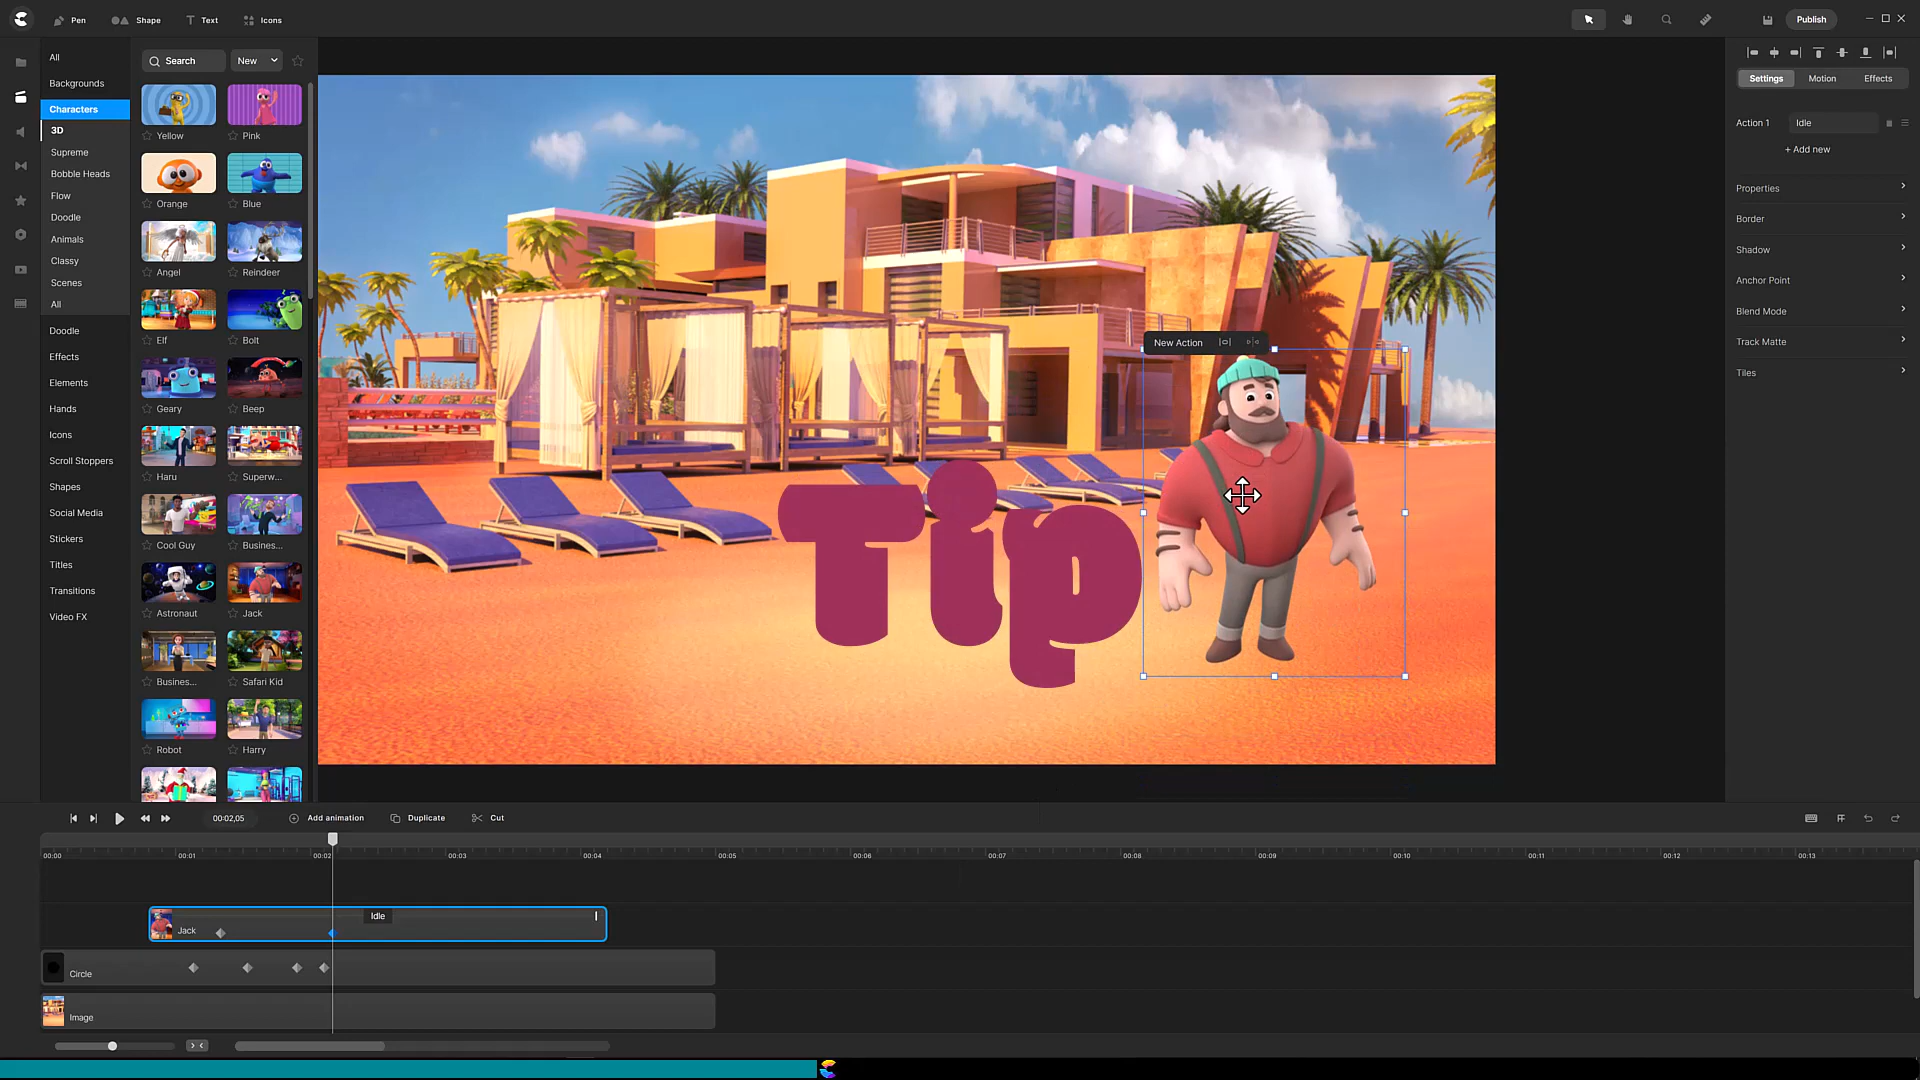 Pen
Shape
Text
Icons
Publish
All
Backgrounds
Characters
3D
Supreme
Bobble Heads
Flow
Doodle
Animals
Classy
Scenes
All
Doodle
Effects
Elements
Hands
Icons
Scroll Stoppers
Shapes
Social Media
Stickers
Titles
Transitions
Video FX
Search
New
Yellow
Pink
Orange
Blue
Angel
Reindeer
Elf
Bolt
Geary
Beep
Haru
Superw...
Cool Guy
Busines...
Astronaut
Jack
Busines...
Safari Kid
Robot
Harry
New Action
Tip
Settings
Motion
Effects
Action 1
Idle
+ Add new
Properties
Border
Shadow
Anchor Point
Blend Mode
Track Matte
Tiles
00:02,05
Add animation
Duplicate
Cut
00:00
00:01
00:02
00:03
00:04
00:05
00:06
00:07
00:08
00:09
00:10
00:11
00:12
00:13
Idle
Jack
Circle
Image